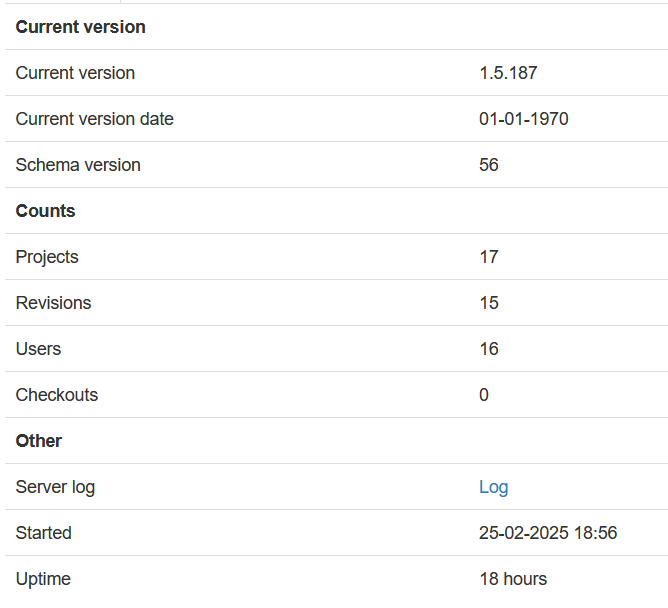 Current version
Current version 1.5.187
Current version date 01-01-1970
Schema version 56
Counts
Projects 17
Revisions 15
Users 16
Checkouts 0
Other
Server log Log
Started 25-02-2025 18:56
Uptime 18 hours